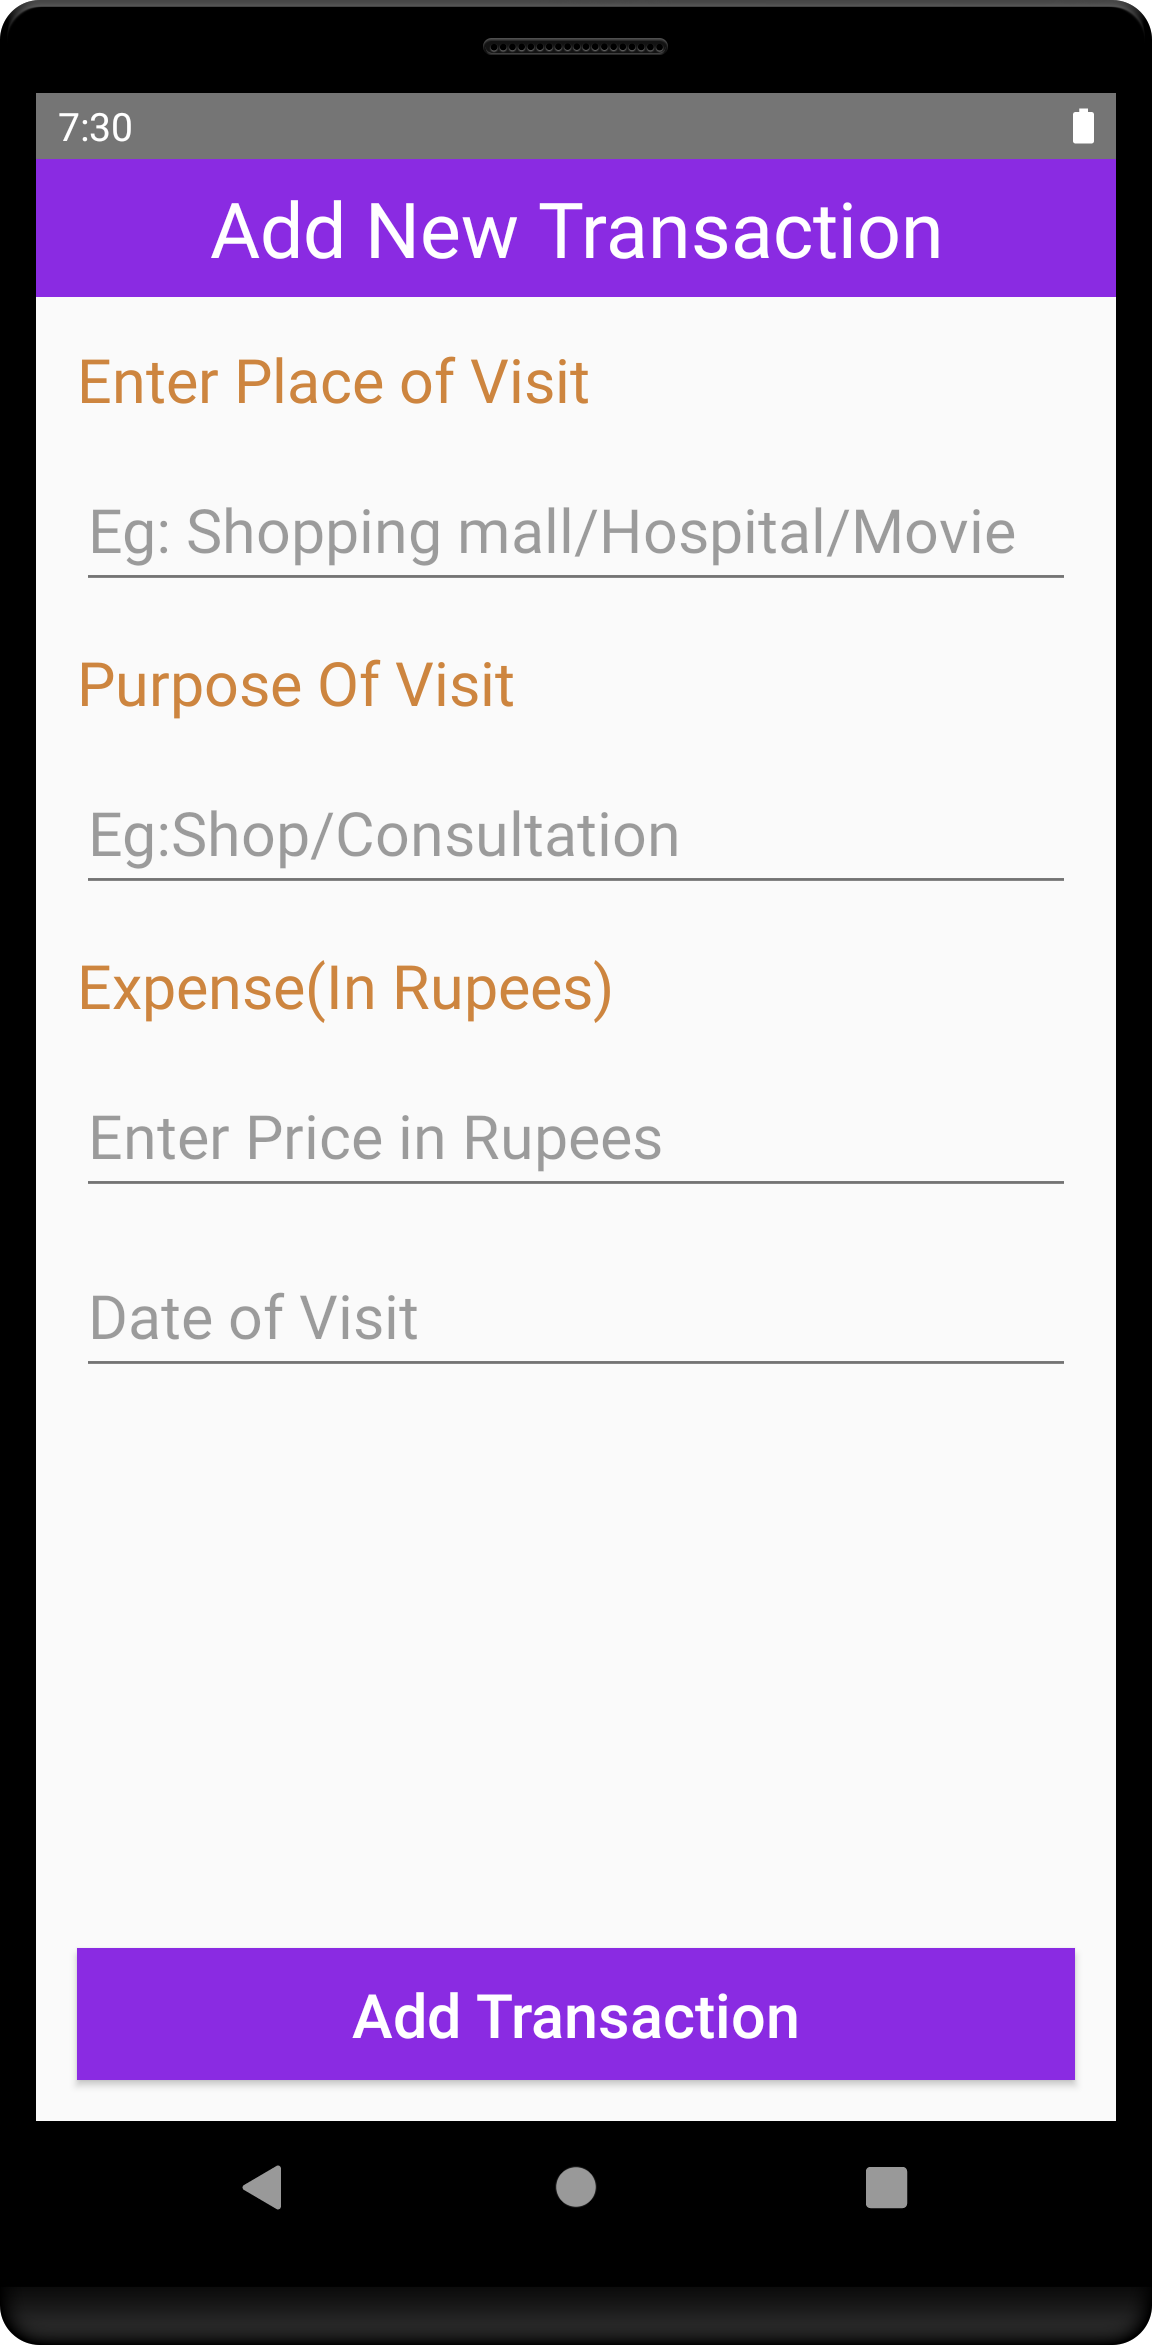 7:30
Add New Transaction
Enter Place of Visit
Eg: Shopping mall/Hospital/Movie
Purpose Of Visit
Eg:Shop/Consultation
Expense(In Rupees)
Enter Price in Rupees
Date of Visit
Add Transaction